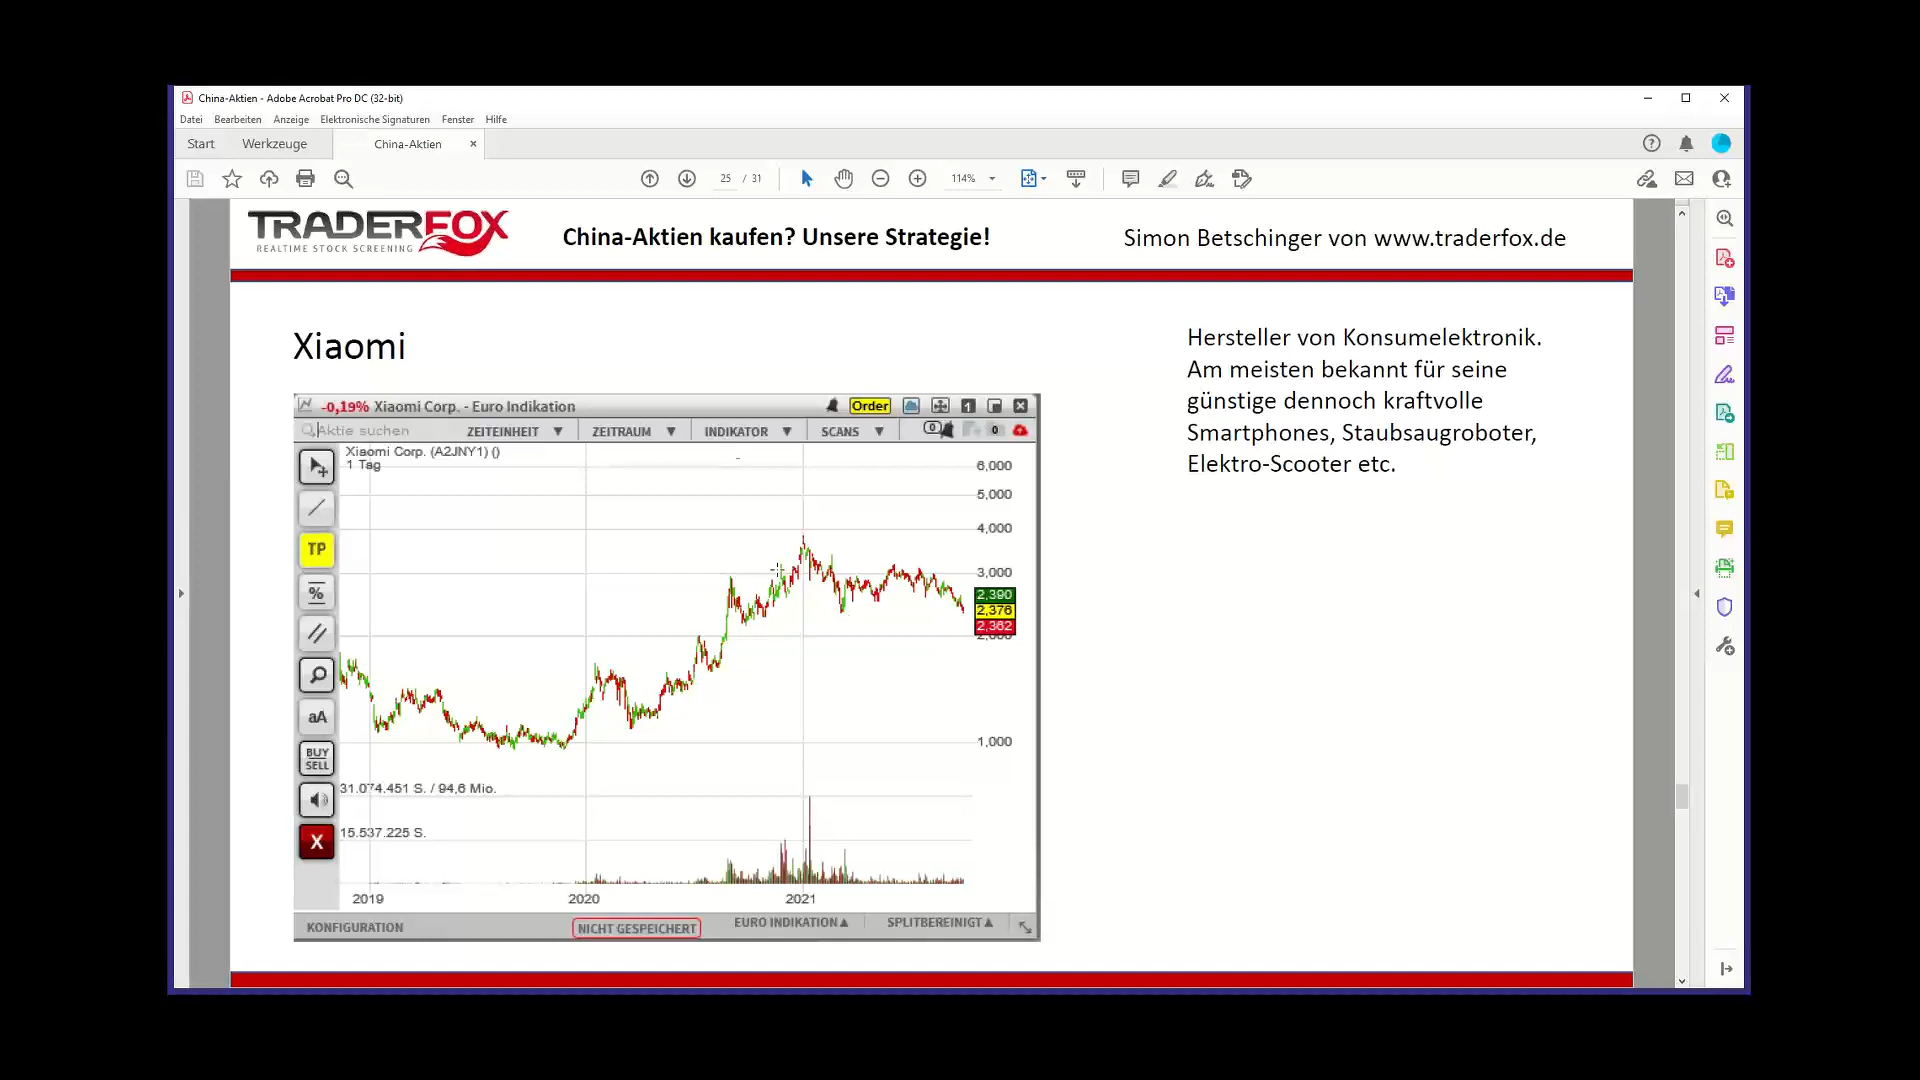 China-Aktien - Adobe Acrobat Pro DC (32-bit)
Datei Bearbeiten Anzeige Elektronische Signaturen Fenster Hilfe
Start Werkzeuge China-Aktien
25 / 31 114%
TRADERFOX
REALTIME STOCK SCREENING
China-Aktien kaufen? Unsere Strategie!
Simon Betschinger von www.traderfox.de
Xiaomi
Hersteller von Konsumelektronik.
Am meisten bekannt für seine
günstige dennoch kraftvolle
Smartphones, Staubsaugroboter,
Elektro-Scooter etc.
-0,19% Xiaomi Corp. - Euro Indikation Order 1
Aktie suchen ZEITEINHEIT ZEITRAUM INDIKATOR SCANS 0 0
Xiaomi Corp. (A2JNY1) ()
1 Tag
6,000
5,000
4,000
3,000
2,390
2,376
2,362
2,000
1,000
TP
%
aA
BUY
SELL
X
31.074.451 S. / 94,6 Mio.
15.537.225 S.
2019 2020 2021
KONFIGURATION NICHT GESPEICHERT EURO INDIKATION SPLITBEREINIGT